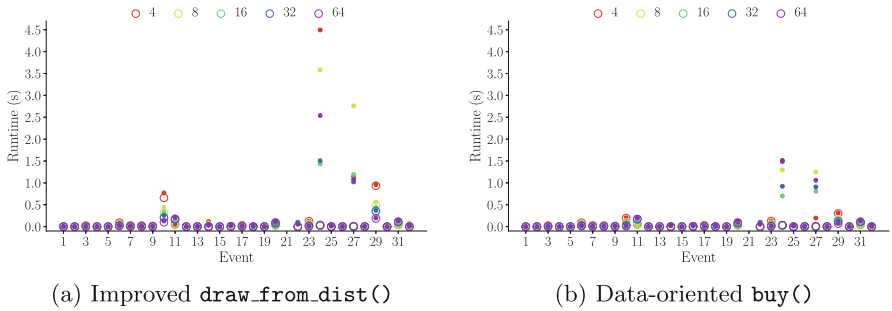 4 8 16 32 64
4.5
4.0
3.5
3.0
2.5
2.0
1.5
1.0
0.5
0.0
Runtime (s)
1 3 5 7 9 11 13 15 17 19 21 23 25 27 29 31
Event
(a) Improved draw_from_dist()
4 8 16 32 64
4.5
4.0
3.5
3.0
2.5
2.0
1.5
1.0
0.5
0.0
Runtime (s)
1 3 5 7 9 11 13 15 17 19 21 23 25 27 29 31
Event
(b) Data-oriented buy()